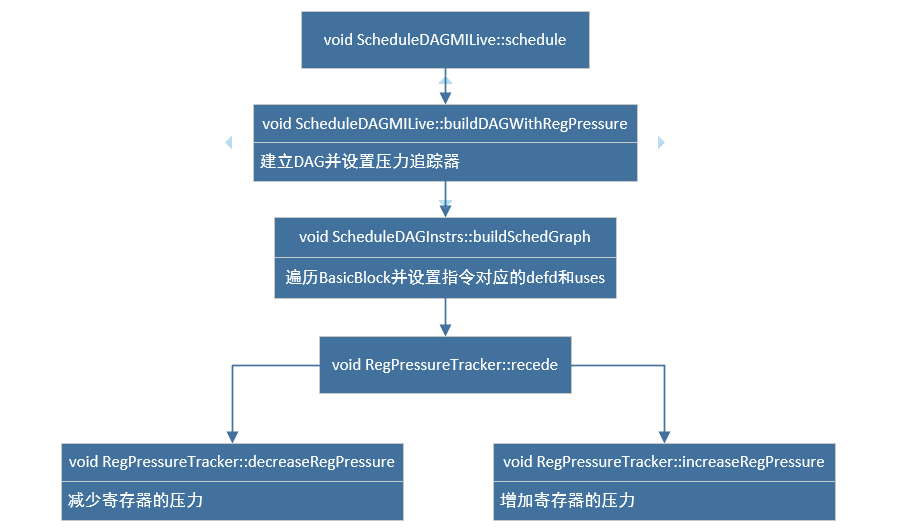 void ScheduleDAGMILive::schedule
void ScheduleDAGMILive::buildDAGWithRegPressure
建立DAG并设置压力追踪器
void ScheduleDAGInstrs::buildSchedGraph
遍历BasicBlock并设置指令对应的defd和uses
void RegPressureTracker::recede
void RegPressureTracker::decreaseRegPressure
减少寄存器的压力
void RegPressureTracker::increaseRegPressure
增加寄存器的压力